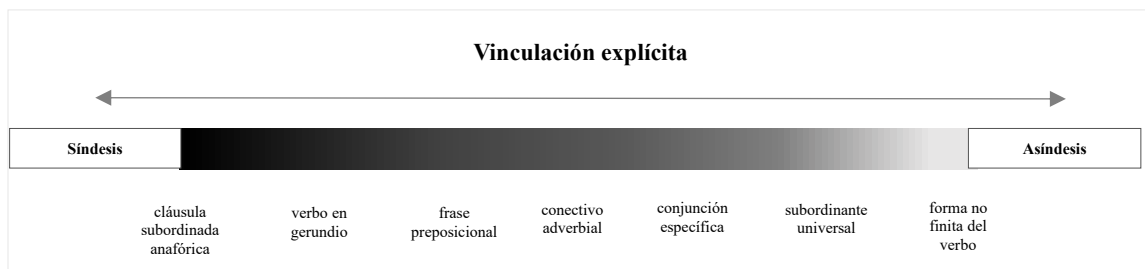 Vinculación explícita
Síndesis
Asíndesis
cláusula
subordinada
anafórica
verbo en
gerundio
frase
preposicional
conectivo
adverbial
conjunción
específica
subordinante
universal
forma no
finita del
verbo